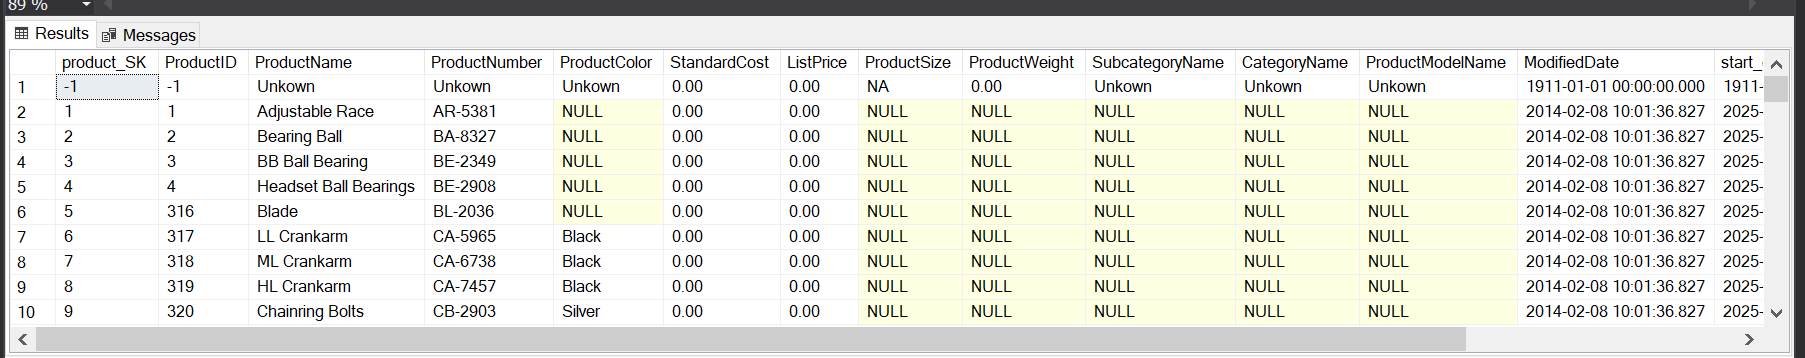 89 %
Results Messages
product_SK ProductID ProductName ProductNumber ProductColor StandardCost ListPrice ProductSize ProductWeight SubcategoryName CategoryName ProductModelName ModifiedDate start_
1 -1 -1 Unkown Unkown Unkown 0.00 0.00 NA 0.00 Unkown Unkown Unkown 1911-01-01 00:00:00.000 1911-
2 1 1 Adjustable Race AR-5381 NULL 0.00 0.00 NULL NULL NULL NULL NULL 2014-02-08 10:01:36.827 2025-
3 2 2 Bearing Ball BA-8327 NULL 0.00 0.00 NULL NULL NULL NULL NULL 2014-02-08 10:01:36.827 2025-
4 3 3 BB Ball Bearing BE-2349 NULL 0.00 0.00 NULL NULL NULL NULL NULL 2014-02-08 10:01:36.827 2025-
5 4 4 Headset Ball Bearings BE-2908 NULL 0.00 0.00 NULL NULL NULL NULL NULL 2014-02-08 10:01:36.827 2025-
6 5 316 Blade BL-2036 NULL 0.00 0.00 NULL NULL NULL NULL NULL 2014-02-08 10:01:36.827 2025-
7 6 317 LL Crankarm CA-5965 Black 0.00 0.00 NULL NULL NULL NULL NULL 2014-02-08 10:01:36.827 2025-
8 7 318 ML Crankarm CA-6738 Black 0.00 0.00 NULL NULL NULL NULL NULL 2014-02-08 10:01:36.827 2025-
9 8 319 HL Crankarm CA-7457 Black 0.00 0.00 NULL NULL NULL NULL NULL 2014-02-08 10:01:36.827 2025-
10 9 320 Chainring Bolts CB-2903 Silver 0.00 0.00 NULL NULL NULL NULL NULL 2014-02-08 10:01:36.827 2025-